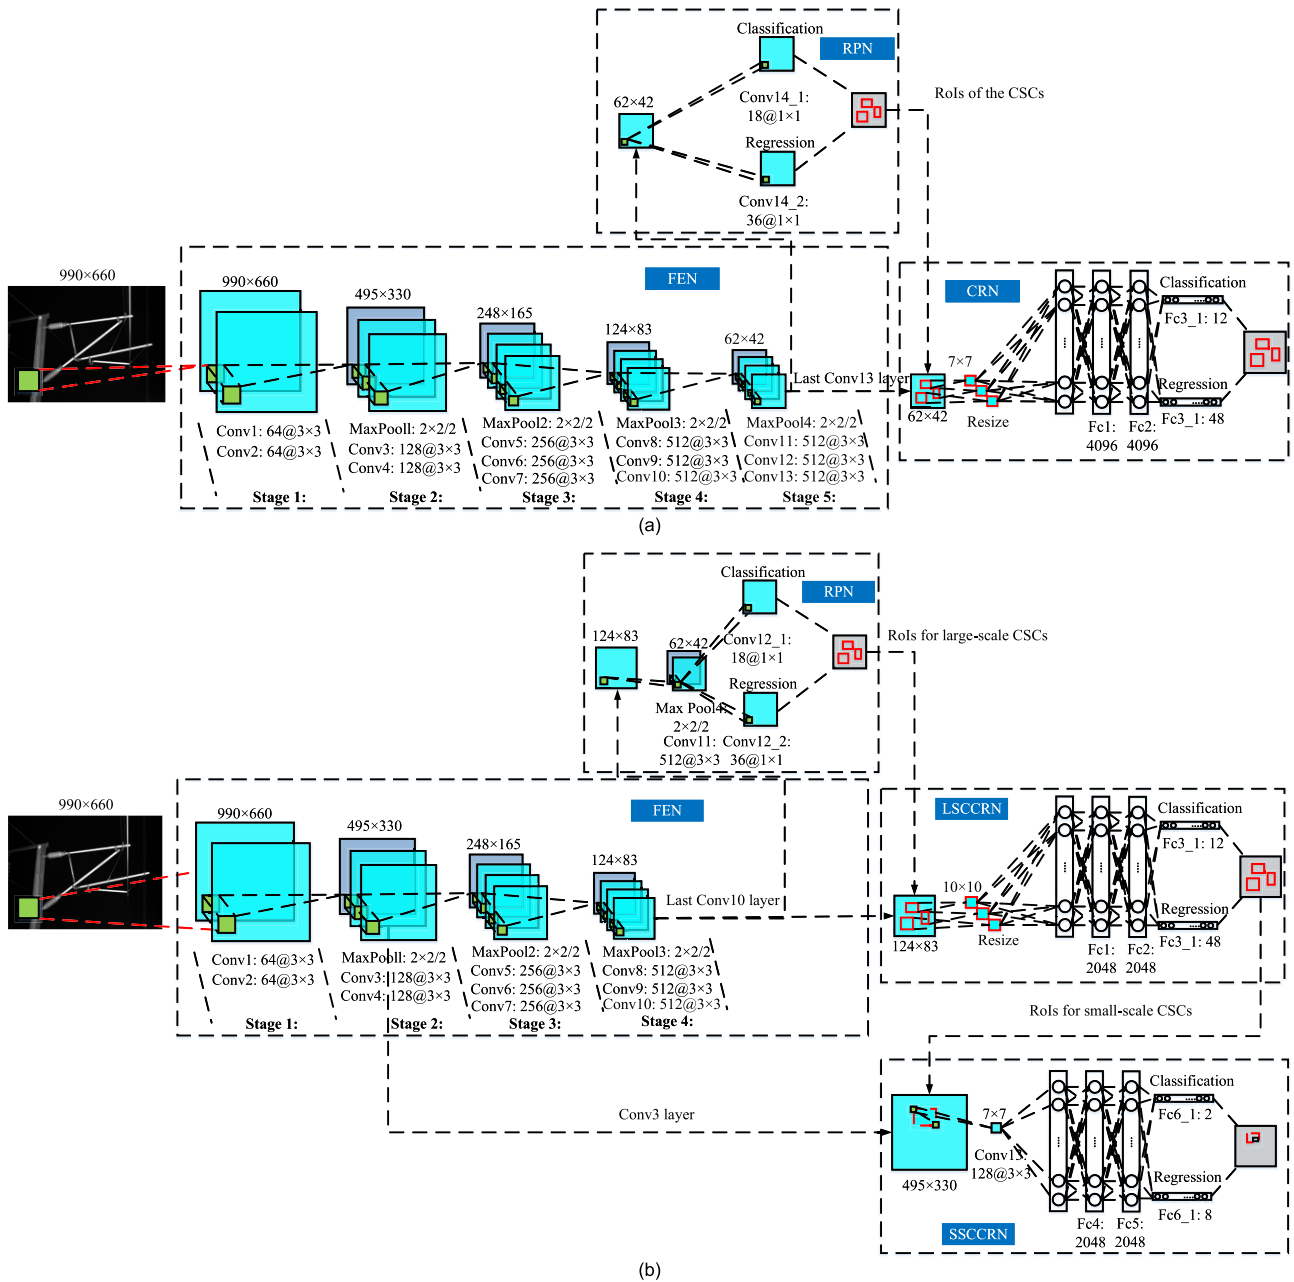 Classification
RPN
62×42
Conv14_1:
18@1×1
Regression
Conv14_2:
36@1×1
RoIs of the CSCs
990×660
FEN
990×660
495×330
248×165
124×83
62×42
Conv1: 64@3×3
Conv2: 64@3×3
Stage 1:
MaxPoolI: 2×2/2
Conv3: 128@3×3
Conv4: 128@3×3
Stage 2:
MaxPool2: 2×2/2
Conv5: 256@3×3
Conv6: 256@3×3
Conv7: 256@3×3
Stage 3:
MaxPool3: 2×2/2
Conv8: 512@3×3
Conv9: 512@3×3
Conv10: 512@3×3
Stage 4:
MaxPool4: 2×2/2
Conv11: 512@3×3
Conv12: 512@3×3
Conv13: 512@3×3
Stage 5:
Last Conv13 layer
CRN
62×42
7×7
Resize
Fc1:
4096
Fc2:
4096
Classification
Fc3_1: 12
Regression
Fc3_1: 48
(a)
Classification
RPN
124×83
62×42
Max Pool4:
2×2/2
Conv11:
512@3×3
Conv12_1:
18@1×1
Regression
Conv12_2:
36@1×1
RoIs for large-scale CSCs
990×660
FEN
990×660
495×330
248×165
124×83
Conv1: 64@3×3
Conv2: 64@3×3
Stage 1:
MaxPoolI: 2×2/2
Conv3: 128@3×3
Conv4: 128@3×3
Stage 2:
MaxPool2: 2×2/2
Conv5: 256@3×3
Conv6: 256@3×3
Conv7: 256@3×3
Stage 3:
MaxPool3: 2×2/2
Conv8: 512@3×3
Conv9: 512@3×3
Conv10: 512@3×3
Stage 4:
Last Conv10 layer
LSCCRN
124×83
10×10
Resize
Fc1:
2048
Fc2:
2048
Classification
Fc3_1: 12
Regression
Fc3_1: 48
RoIs for small-scale CSCs
Conv3 layer
495×330
7×7
Conv13:
128@3×3
Fc4:
2048
Fc5:
2048
Classification
Fc6_1: 2
Regression
Fc6_1: 8
SSCCRN
(b)